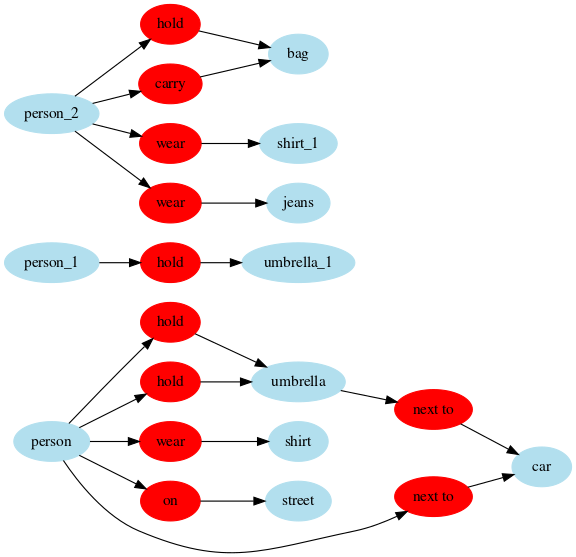 hold
bag
carry
person_2
wear
shirt_1
wear
jeans
person_1
hold
umbrella_1
hold
hold
umbrella
next to
person
wear
shirt
car
on
street
next to